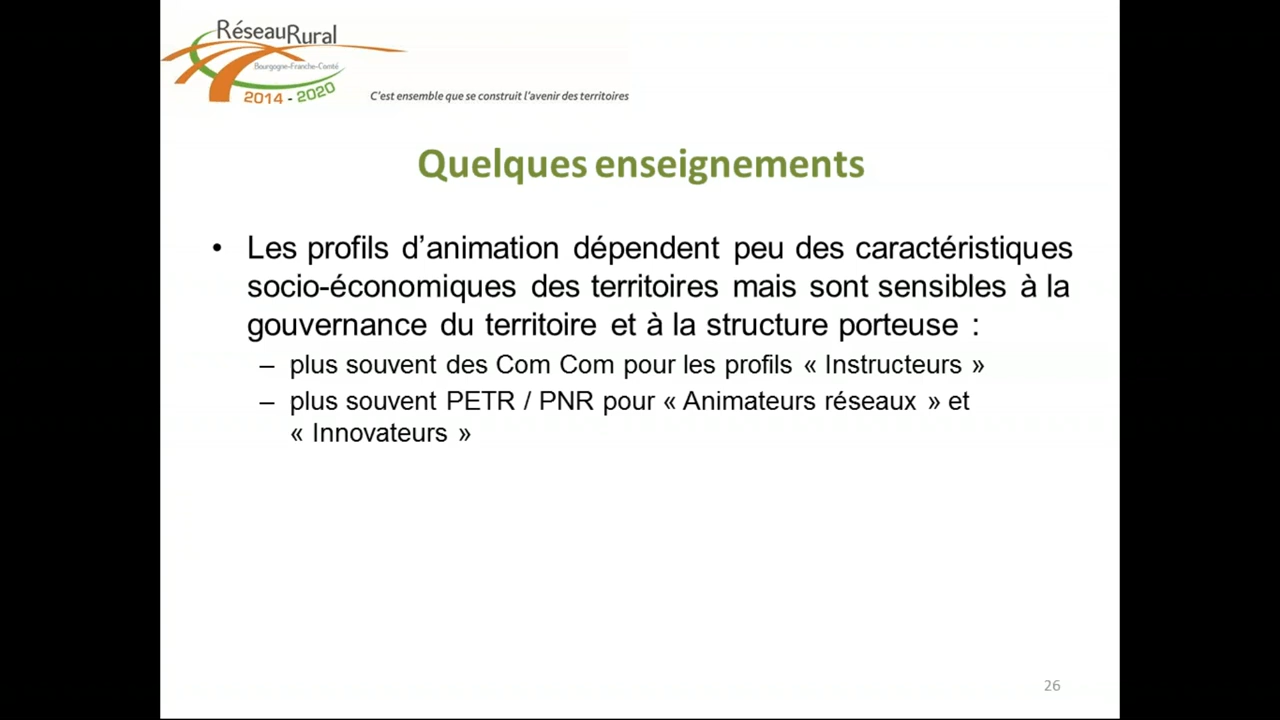 RéseauRural
Bourgogne-Franche-Comté
2014 - 2020
C'est ensemble que se construit l'avenir des territoires
Quelques enseignements
• Les profils d’animation dépendent peu des caractéristiques
socio-économiques des territoires mais sont sensibles à la
gouvernance du territoire et à la structure porteuse :
– plus souvent des Com Com pour les profils « Instructeurs »
– plus souvent PETR / PNR pour « Animateurs réseaux » et
« Innovateurs »
26